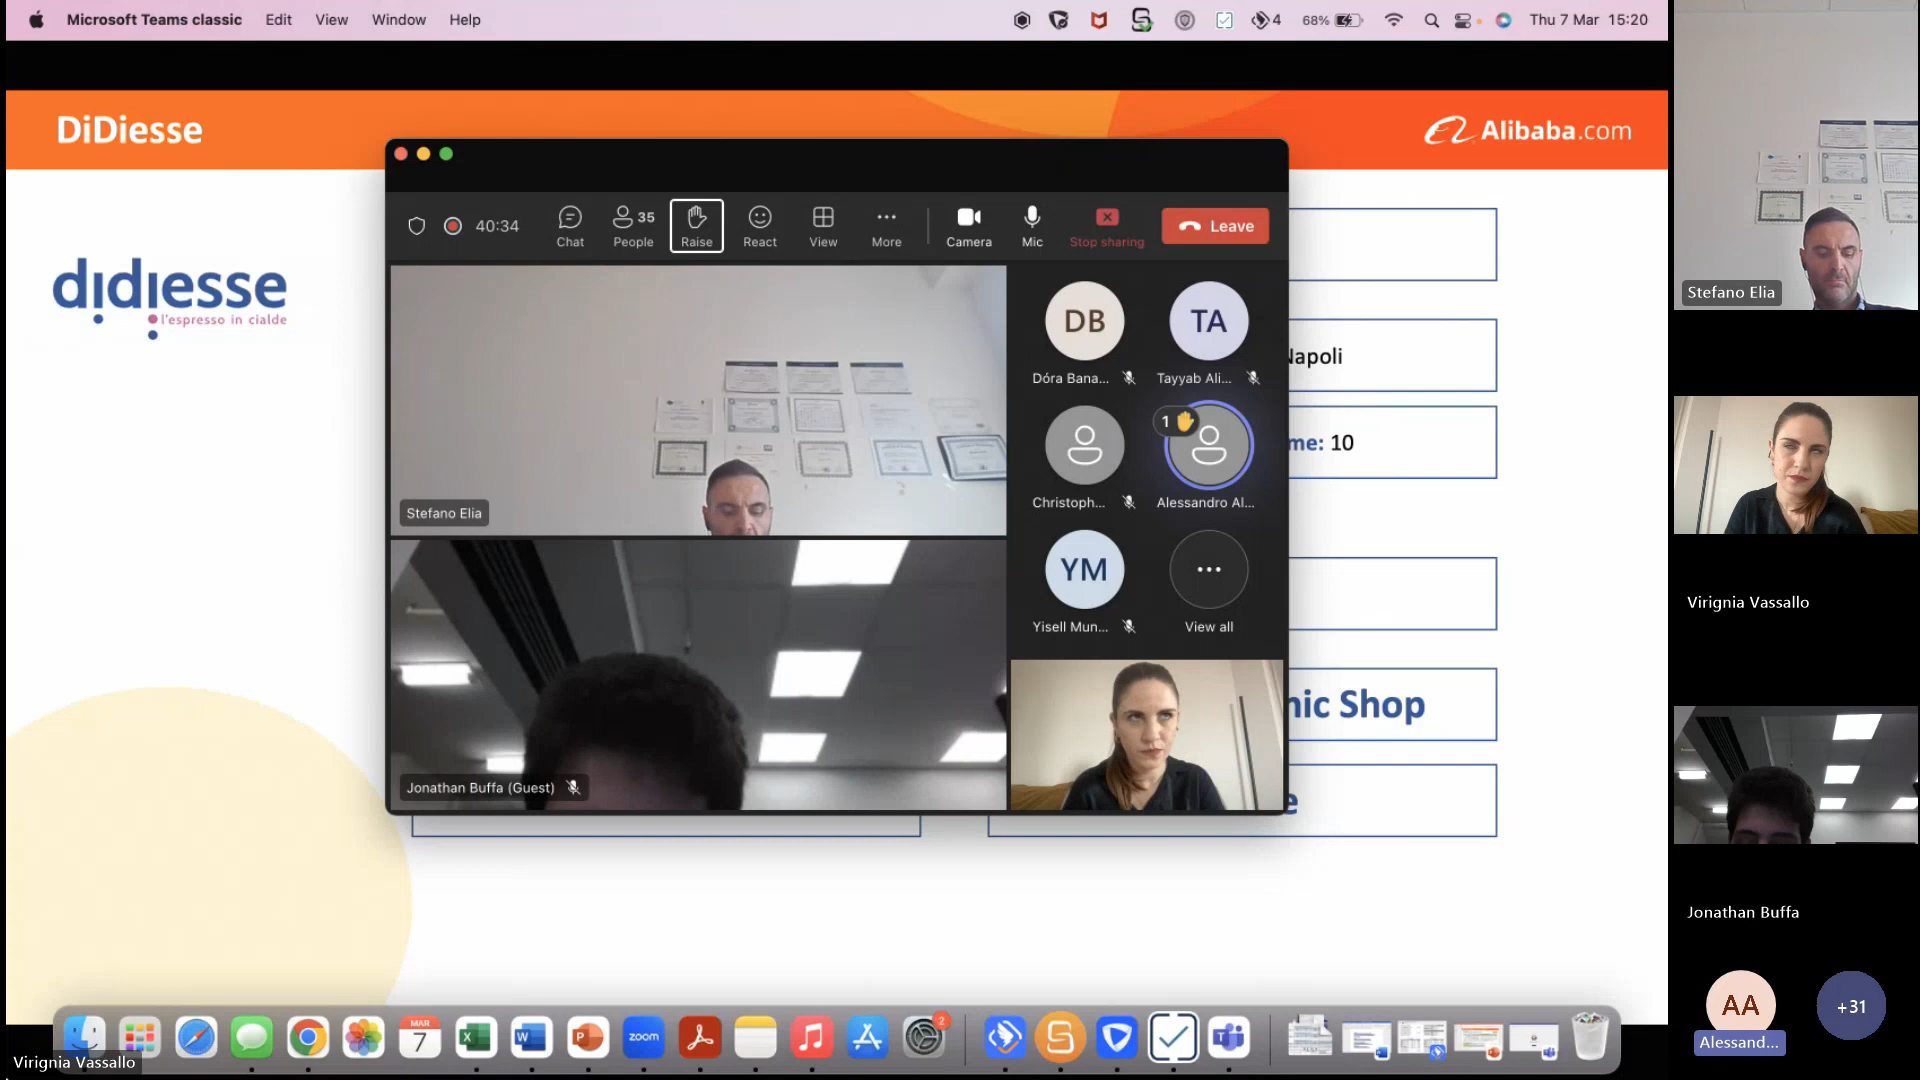 Microsoft Teams classic Edit View Window Help
4 68% Thu 7 Mar 15:20
DiDiesse
Alibaba.com
didiesse
l'espresso in cialde
40:34 Chat 35 People Raise React View More Camera Mic Stop sharing Leave
DB TA
Dóra Bana... Tayyab Ali...
1
Christoph... Alessandro Al...
YM ...
Yisell Mun... View all
Stefano Elia
Jonathan Buffa (Guest)
Napoli
me: 10
nic Shop
e
Stefano Elia
Virignia Vassallo
Jonathan Buffa
AA +31
Alessand...
MAR
7
zoom
2
Virignia Vassallo